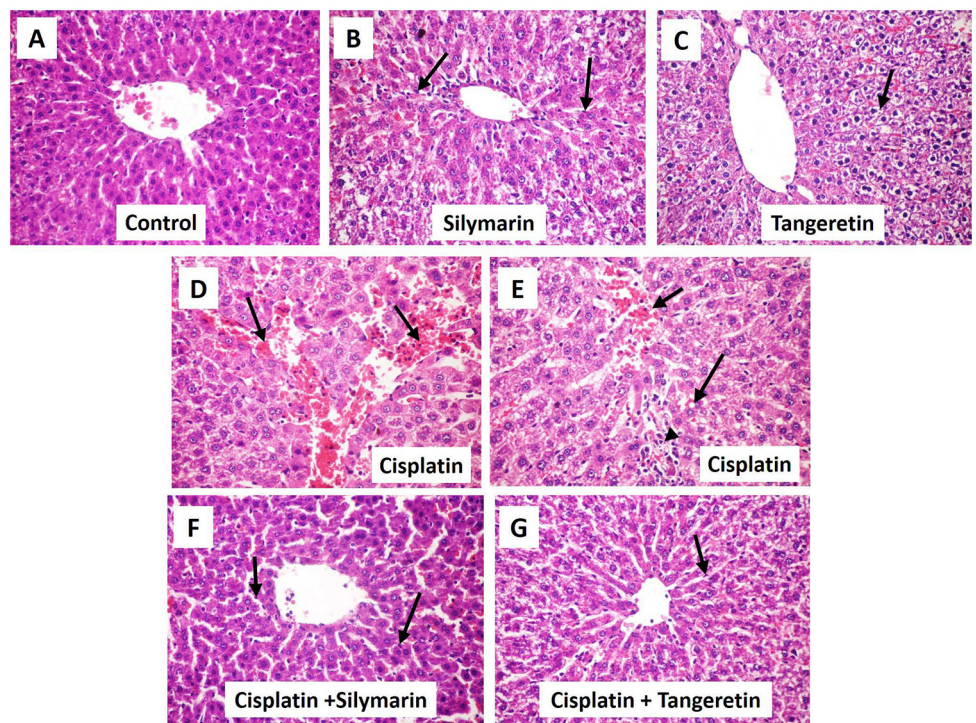 A
Control
B
Silymarin
C
Tangeretin
D
Cisplatin
E
Cisplatin
F
Cisplatin +Silymarin
G
Cisplatin + Tangeretin